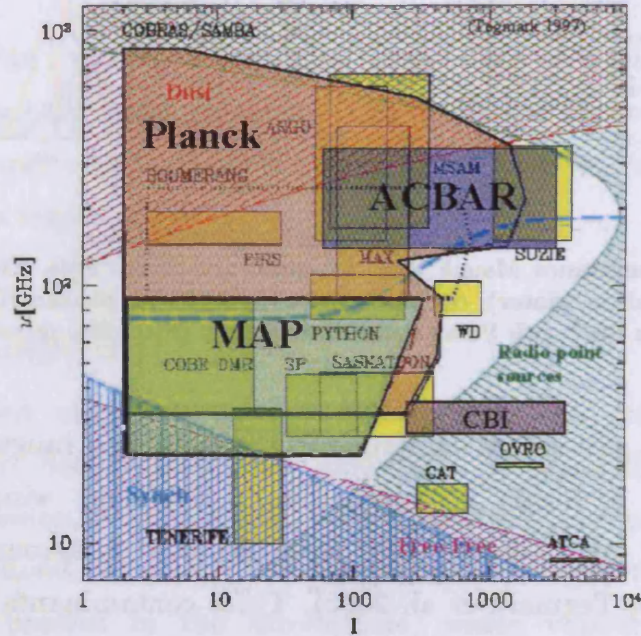 10³
COBRAS/SAMBA (Tegmark 1997)
Dust
ARGO
Planck
BOOMERANG
MSAM
ACBAR
FIRS MAX SUZIE
10²
MAP PYTHON WD
COBE DMR SP SASKATOON
Radio point
sources
CBI
OVRO
CAT
Synch
TENERIFE
Free-Free
ATCA
10
ν[GHz]
1 10 100 1000 10⁴
l